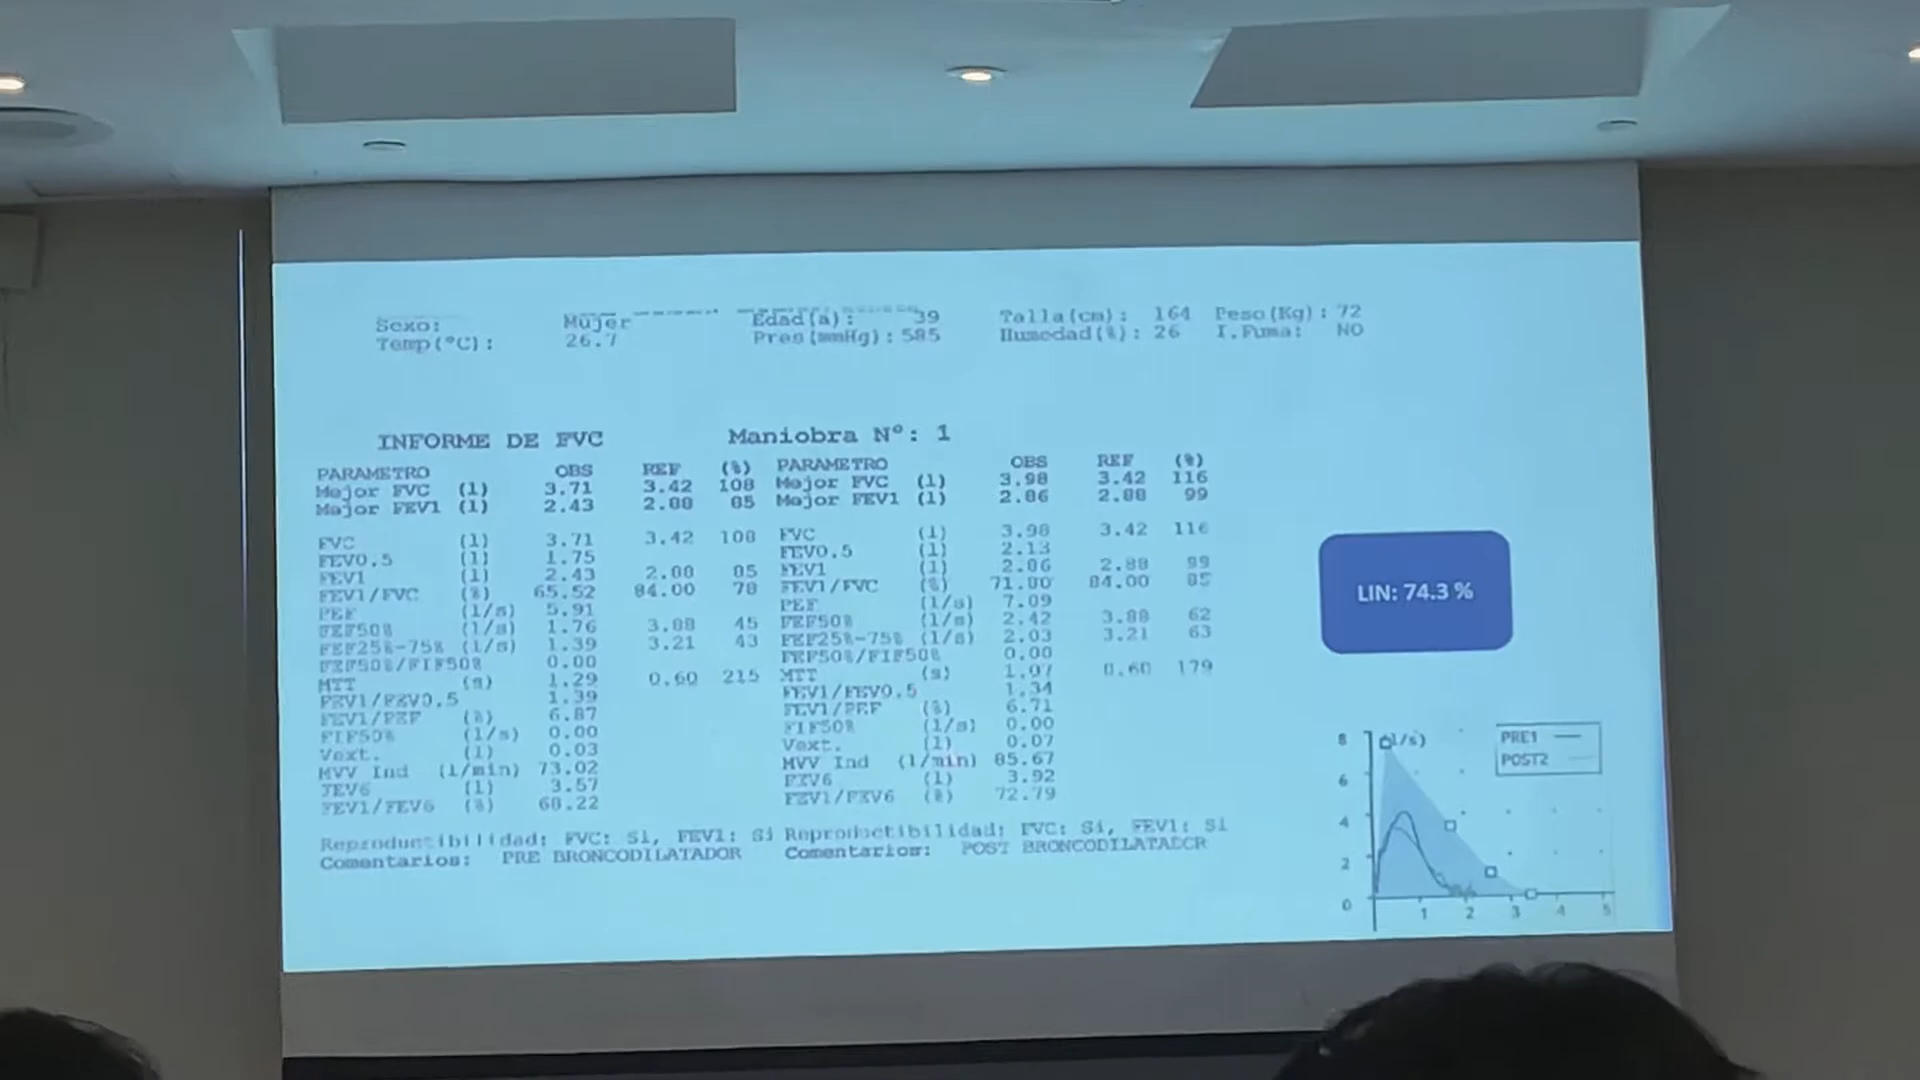 Sexo: Mujer Edad(a): 39 Talla(cm): 164 Peso(Kg): 72
Temp(°C): 26.7 Pres(mmHg): 585 Humedad(%): 26 I.Fuma: NO
INFORME DE FVC Maniobra Nº: 1
PARAMETRO OBS REF (%) PARAMETRO OBS REF (%)
Mejor FVC (l) 3.71 3.42 108 Mejor FVC (l) 3.98 3.42 116
Mejor FEV1 (l) 2.43 2.88 85 Mejor FEV1 (l) 2.86 2.88 99
FVC (l) 3.71 3.42 108 FVC (l) 3.98 3.42 116
FEV0.5 (l) 1.75 FEV0.5 (l) 2.13
FEV1 (l) 2.43 2.88 85 FEV1 (l) 2.86 2.88 99
FEV1/FVC (%) 65.52 84.00 78 FEV1/FVC (%) 71.80 84.00 85
PEF (l/s) 5.91 PEF (l/s) 7.09
FEF50% (l/s) 1.76 3.88 45 FEF50% (l/s) 2.42 3.88 62
FEF25%-75% (l/s) 1.39 3.21 43 FEF25%-75% (l/s) 2.03 3.21 63
FEF50%/FIF50% 0.00 FEF50%/FIF50% 0.00
MTT (s) 1.29 0.60 215 MTT (s) 1.07 0.60 179
FEV1/FEV0.5 1.39 FEV1/FEV0.5 1.34
FEV1/PEF (%) 6.87 FEV1/PEF (%) 6.71
FIF50% (l/s) 0.00 FIF50% (l/s) 0.00
Vext. (l) 0.03 Vext. (l) 0.07
MVV Ind (l/min) 73.02 MVV Ind (l/min) 85.67
FEV6 (l) 3.57 FEV6 (l) 3.92
FEV1/FEV6 (%) 68.22 FEV1/FEV6 (%) 72.79
Reproductibilidad: FVC: Si, FEV1: Si Reproductibilidad: FVC: Si, FEV1: Si
Comentarios: PRE BRONCODILATADOR Comentarios: POST BRONCODILATADOR
LIN: 74.3 %
8 (l/s) PRE1
POST2
6
4
2
0
1 2 3 4 5